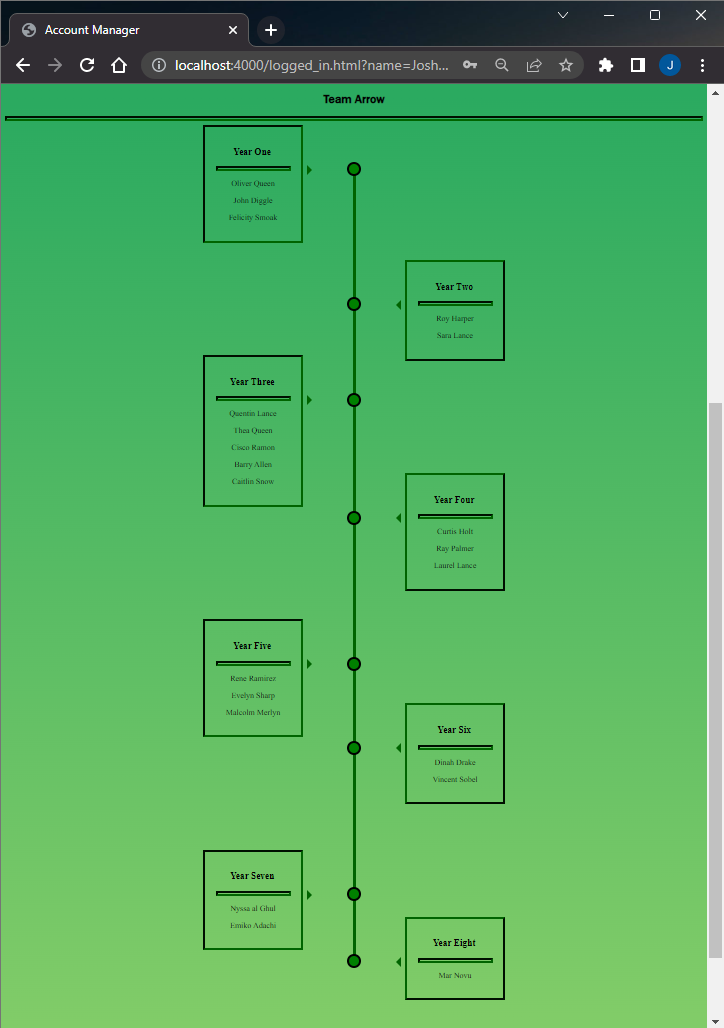 Account Manager
localhost:4000/logged_in.html?name=Josh...
J
Team Arrow
Year One
Oliver Queen
John Diggle
Felicity Smoak
Year Two
Roy Harper
Sara Lance
Year Three
Quentin Lance
Thea Queen
Cisco Ramon
Barry Allen
Caitlin Snow
Year Four
Curtis Holt
Ray Palmer
Laurel Lance
Year Five
Rene Ramirez
Evelyn Sharp
Malcolm Merlyn
Year Six
Dinah Drake
Vincent Sobel
Year Seven
Nyssa al Ghul
Emiko Adachi
Year Eight
Mar Novu